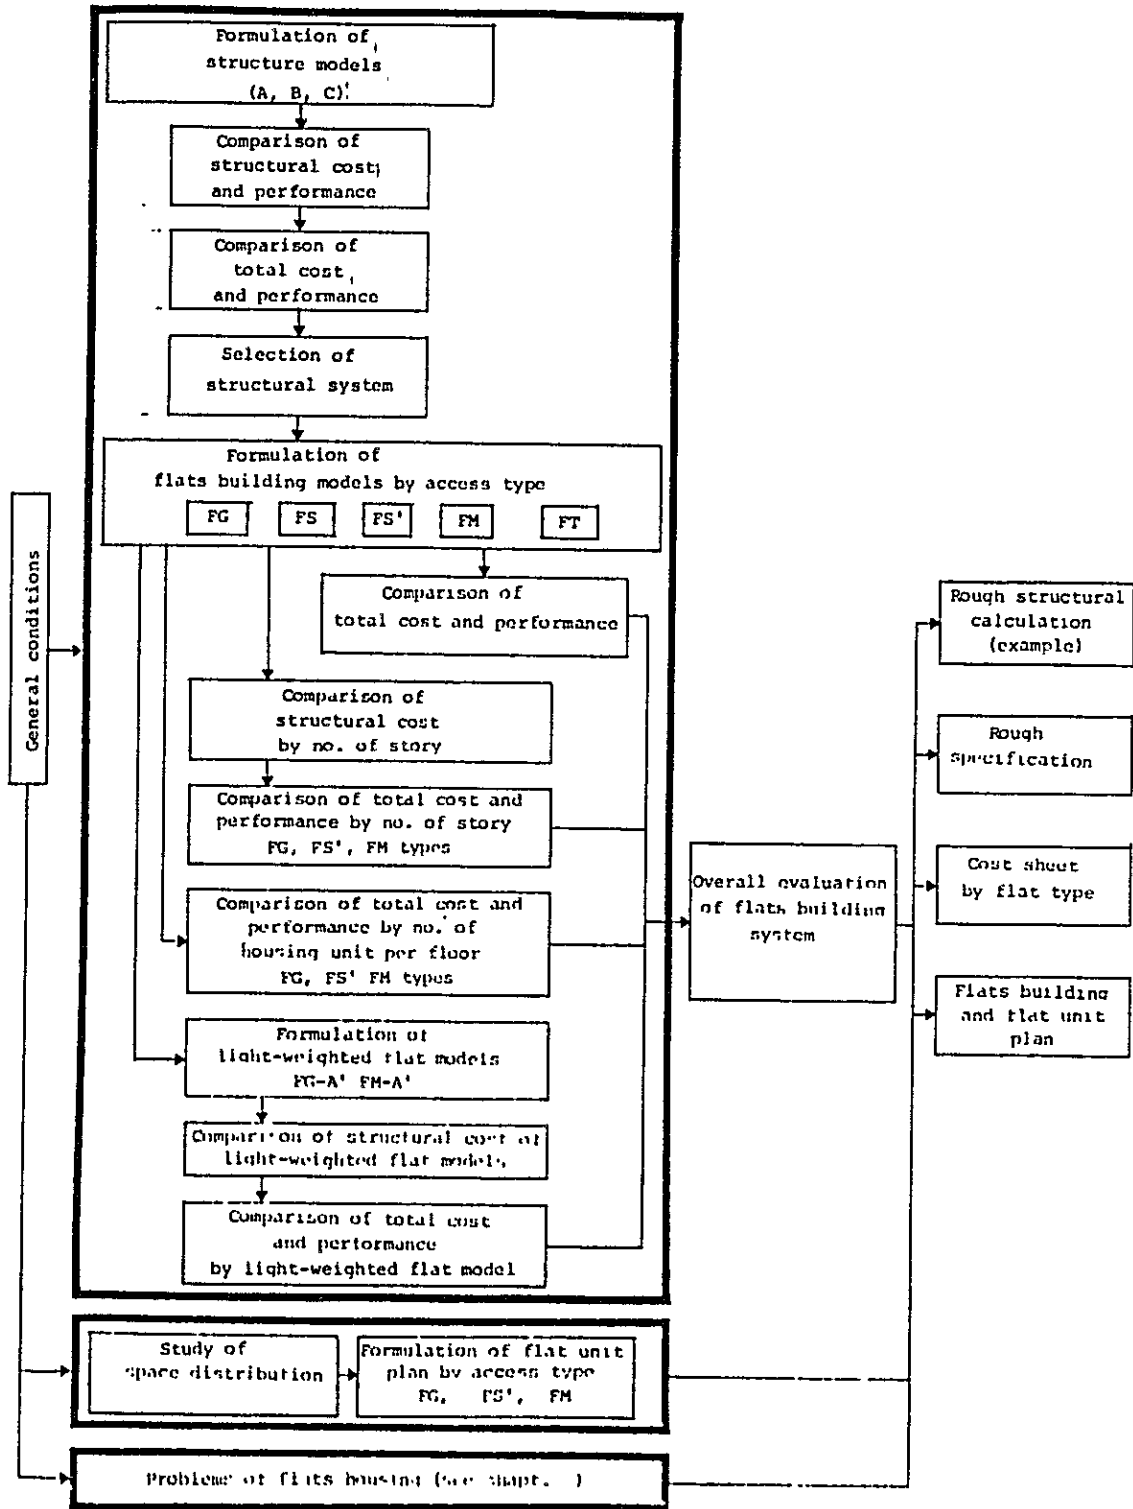 Formulation of
structure models
(A, B, C)
Comparison of
structural cost
and performance
Comparison of
total cost
and performance
Selection of
structural system
Formulation of
flats building models by access type
FG FS FS' FM FT
General conditions
Comparison of
total cost and performance
Comparison of
structural cost
by no. of story
Comparison of total cost and
performance by no. of story
FG, FS', FM types
Comparison of total cost and
performance by no. of
housing unit per floor
FG, FS' FM types
Formulation of
light-weighted flat models
FG-A' FM-A'
Comparison of structural cost of
light-weighted flat models
Comparison of total cost
and performance
by light-weighted flat model
Overall evaluation
of flats building
system
Rough structural
calculation
(example)
Rough
specification
Cost sheet
by flat type
Flats building
and flat unit
plan
Study of
space distribution
Formulation of flat unit
plan by access type
FG, FS', FM
of flats housing (see )